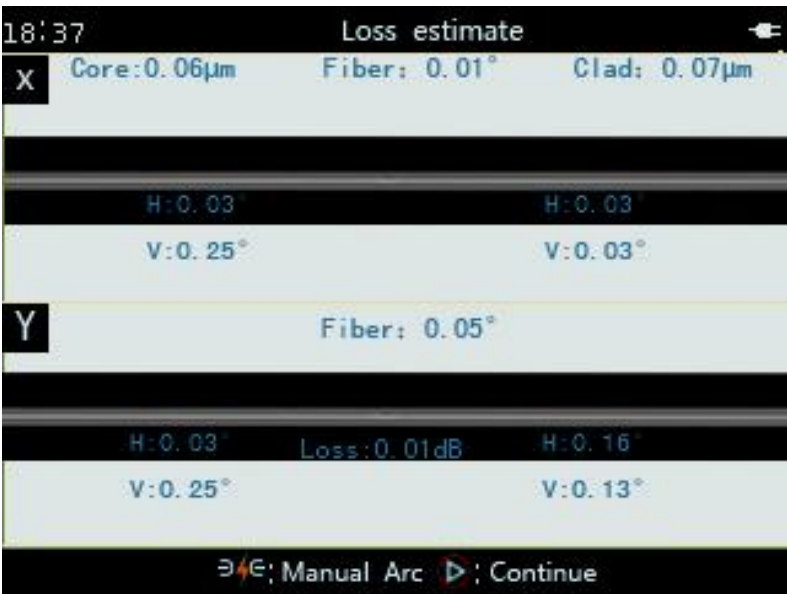 18:37 Loss estimate
X Core:0.06μm Fiber: 0.01° Clad: 0.07μm
H:0.03° H:0.03°
V:0.25° V:0.03°
Y Fiber: 0.05°
H:0.03° Loss:0.01dB H:0.16°
V:0.25° V:0.13°
: Manual Arc : Continue